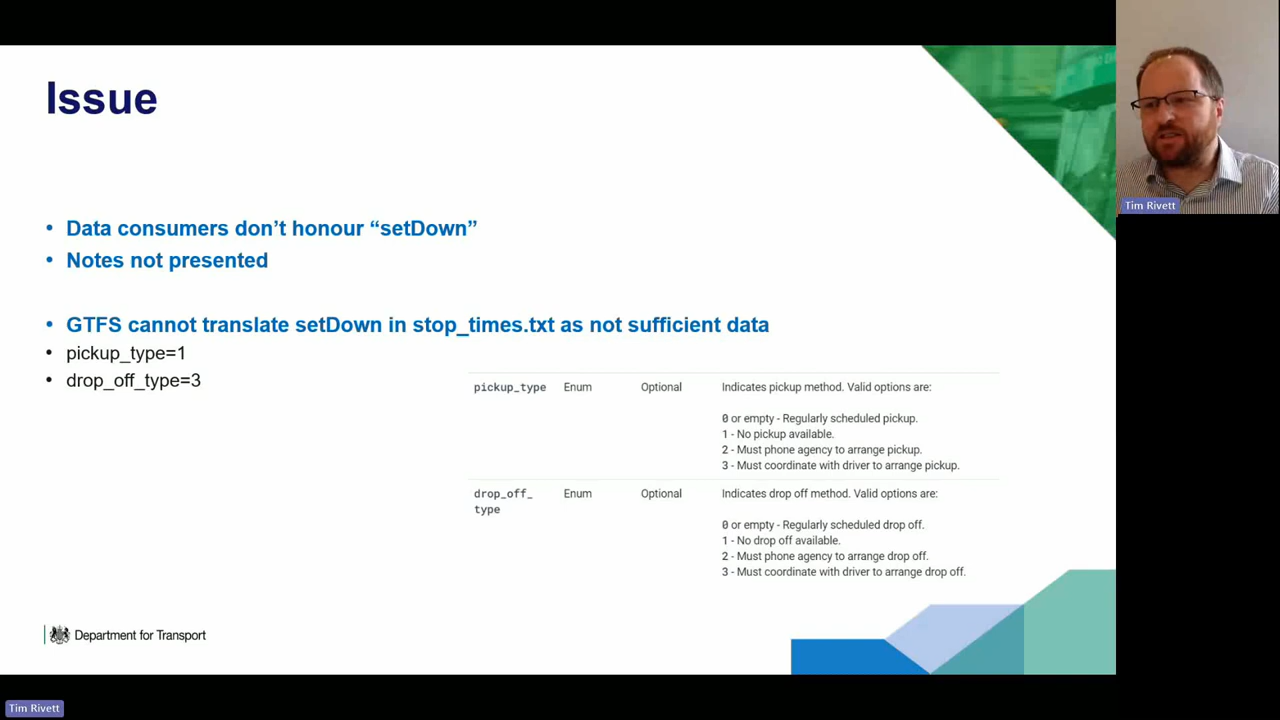 Issue
Tim Rivett
• Data consumers don’t honour “setDown”
• Notes not presented
• GTFS cannot translate setDown in stop_times.txt as not sufficient data
• pickup_type=1
• drop_off_type=3
pickup_type Enum Optional Indicates pickup method. Valid options are:
0 or empty - Regularly scheduled pickup.
1 - No pickup available.
2 - Must phone agency to arrange pickup.
3 - Must coordinate with driver to arrange pickup.
drop_off_ Enum Optional Indicates drop off method. Valid options are:
type
0 or empty - Regularly scheduled drop off.
1 - No drop off available.
2 - Must phone agency to arrange drop off.
3 - Must coordinate with driver to arrange drop off.
Department for Transport
Tim Rivett